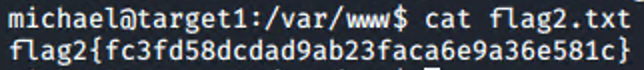 michael@target1:/var/www$ cat flag2.txt
flag2{fc3fd58dcdad9ab23faca6e9a36e581c}